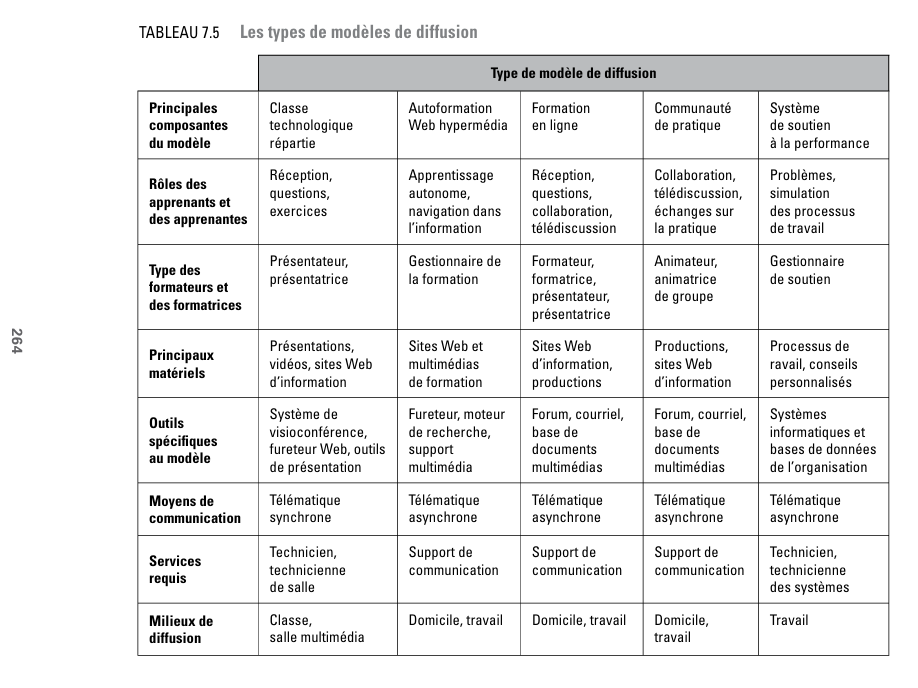 TABLEAU 7.5 Les types de modèles de diffusion
Type de modèle de diffusion
Principales
composantes
du modèle
Classe
technologique
répartie
Autoformation
Web hypermédia
Formation
en ligne
Communauté
de pratique
Système
de soutien
à la performance
Rôles des
apprenants et
des apprenantes
Réception,
questions,
exercices
Apprentissage
autonome,
navigation dans
l'information
Réception,
questions,
collaboration,
télédiscussion
Collaboration,
télédiscussion,
échanges sur
la pratique
Problèmes,
simulation
des processus
de travail
Type des
formateurs et
des formatrices
Présentateur,
présentatrice
Gestionnaire de
la formation
Formateur,
formatrice,
présentateur,
présentatrice
Animateur,
animatrice
de groupe
Gestionnaire
de soutien
Principaux
matériels
Présentations,
vidéos, sites Web
d'information
Sites Web et
multimédias
de formation
Sites Web
d'information,
productions
Productions,
sites Web
d'information
Processus de
ravail, conseils
personnalisés
Outils
spécifiques
au modèle
Système de
visioconférence,
fureteur Web, outils
de présentation
Fureteur, moteur
de recherche,
support
multimédia
Forum, courriel,
base de
documents
multimédias
Forum, courriel,
base de
documents
multimédias
Systèmes
informatiques et
bases de données
de l'organisation
Moyens de
communication
Télématique
synchrone
Télématique
asynchrone
Télématique
asynchrone
Télématique
asynchrone
Télématique
asynchrone
Services
requis
Technicien,
technicienne
de salle
Support de
communication
Support de
communication
Support de
communication
Technicien,
technicienne
des systèmes
Milieux de
diffusion
Classe,
salle multimédia
Domicile, travail
Domicile, travail
Domicile,
travail
Travail
264